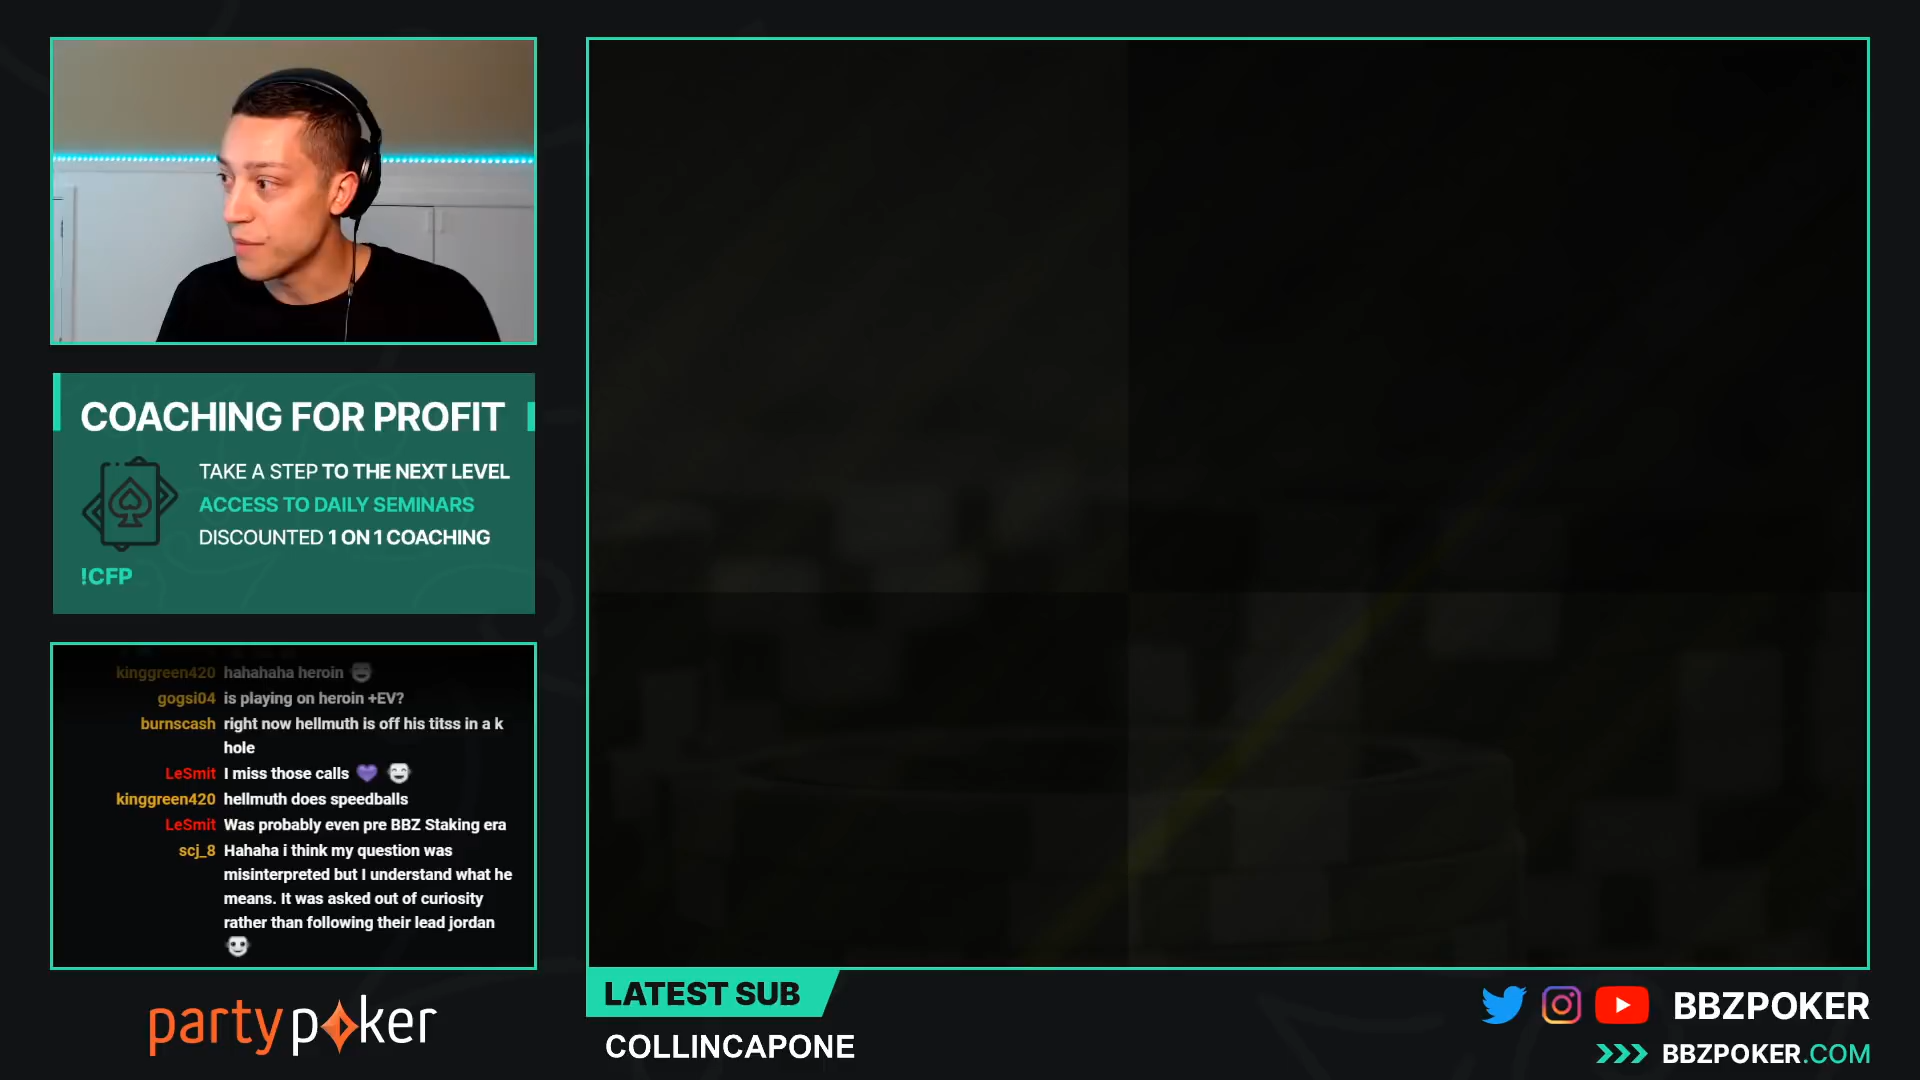 COACHING FOR PROFIT
TAKE A STEP TO THE NEXT LEVEL
ACCESS TO DAILY SEMINARS
DISCOUNTED 1 ON 1 COACHING
!CFP
kinggreen420 hahahaha heroin
gogsi04 is playing on heroin +EV?
burnscash right now hellmuth is off his titss in a k
hole
LeSmit I miss those calls
kinggreen420 hellmuth does speedballs
LeSmit Was probably even pre BBZ Staking era
scj_8 Hahaha i think my question was
misinterpreted but I understand what he
means. It was asked out of curiosity
rather than following their lead jordan
partypoker
LATEST SUB
COLLINCAPONE
BBZPOKER
BBZPOKER.COM